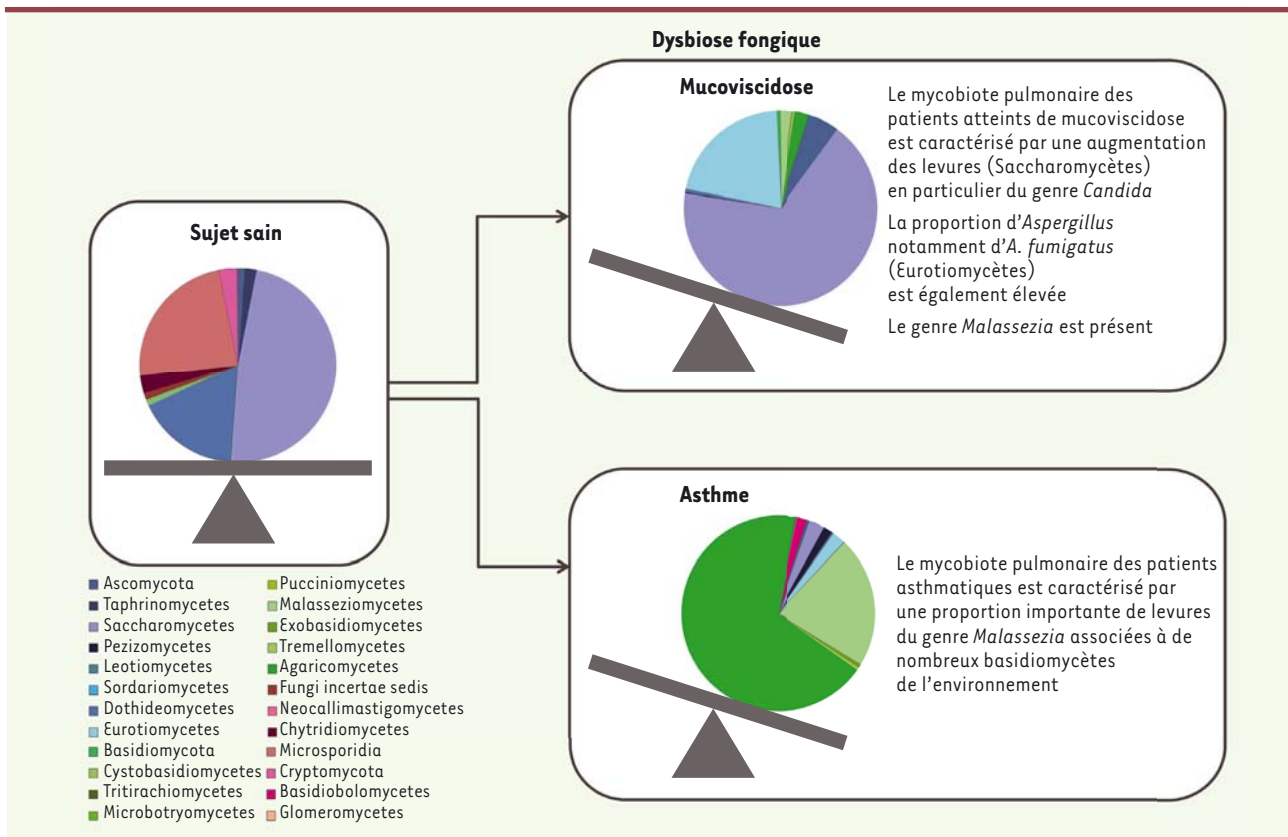 Dysbiose fongique
Mucoviscidose
Le mycobiote pulmonaire des
patients atteints de mucoviscidose
est caractérisé par une augmentation
des levures (Saccharomycètes)
en particulier du genre Candida
La proportion d'Aspergillus
notamment d'A. fumigatus
(Eurotiomycètes)
est également élevée
Le genre Malassezia est présent
Sujet sain
Asthme
Le mycobiote pulmonaire des patients
asthmatiques est caractérisé par
une proportion importante de levures
du genre Malassezia associées à de
nombreux basidiomycètes
de l'environnement
Ascomycota
Taphrinomycetes
Saccharomycetes
Pezizomycetes
Leotiomycetes
Sordariomycetes
Dothideomycetes
Eurotiomycetes
Basidiomycota
Cystobasidiomycetes
Tritirachiomycetes
Microbotryomycetes
Pucciniomycetes
Malasseziomycetes
Exobasidiomycetes
Tremellomycetes
Agaricomycetes
Fungi incertae sedis
Neocallimastigomycetes
Chytridiomycetes
Microsporidia
Cryptomycota
Basidiobolomycetes
Glomeromycetes